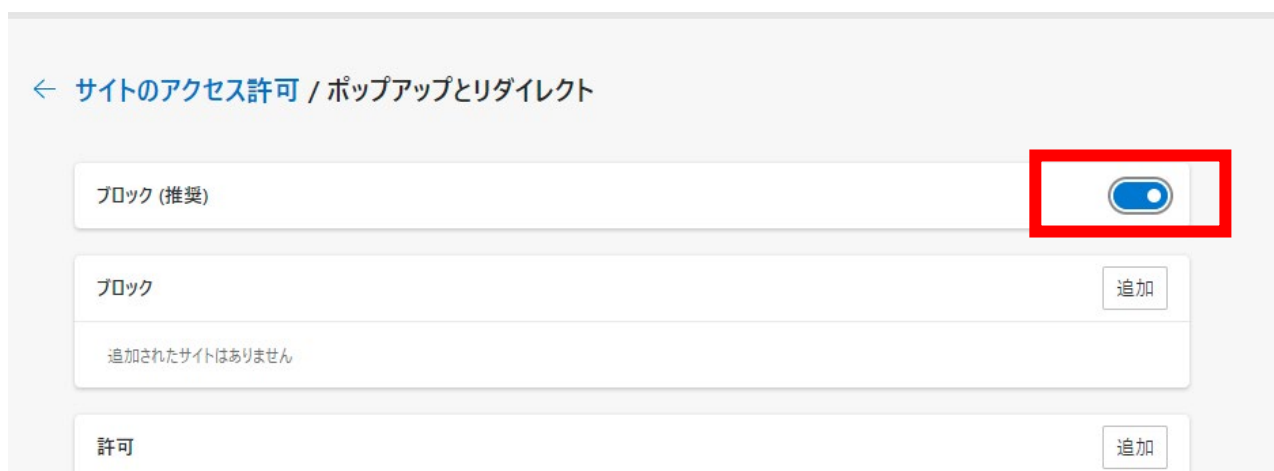 ← サイトのアクセス許可 / ポップアップとリダイレクト
ブロック (推奨)
ブロック 追加
追加されたサイトはありません
許可 追加